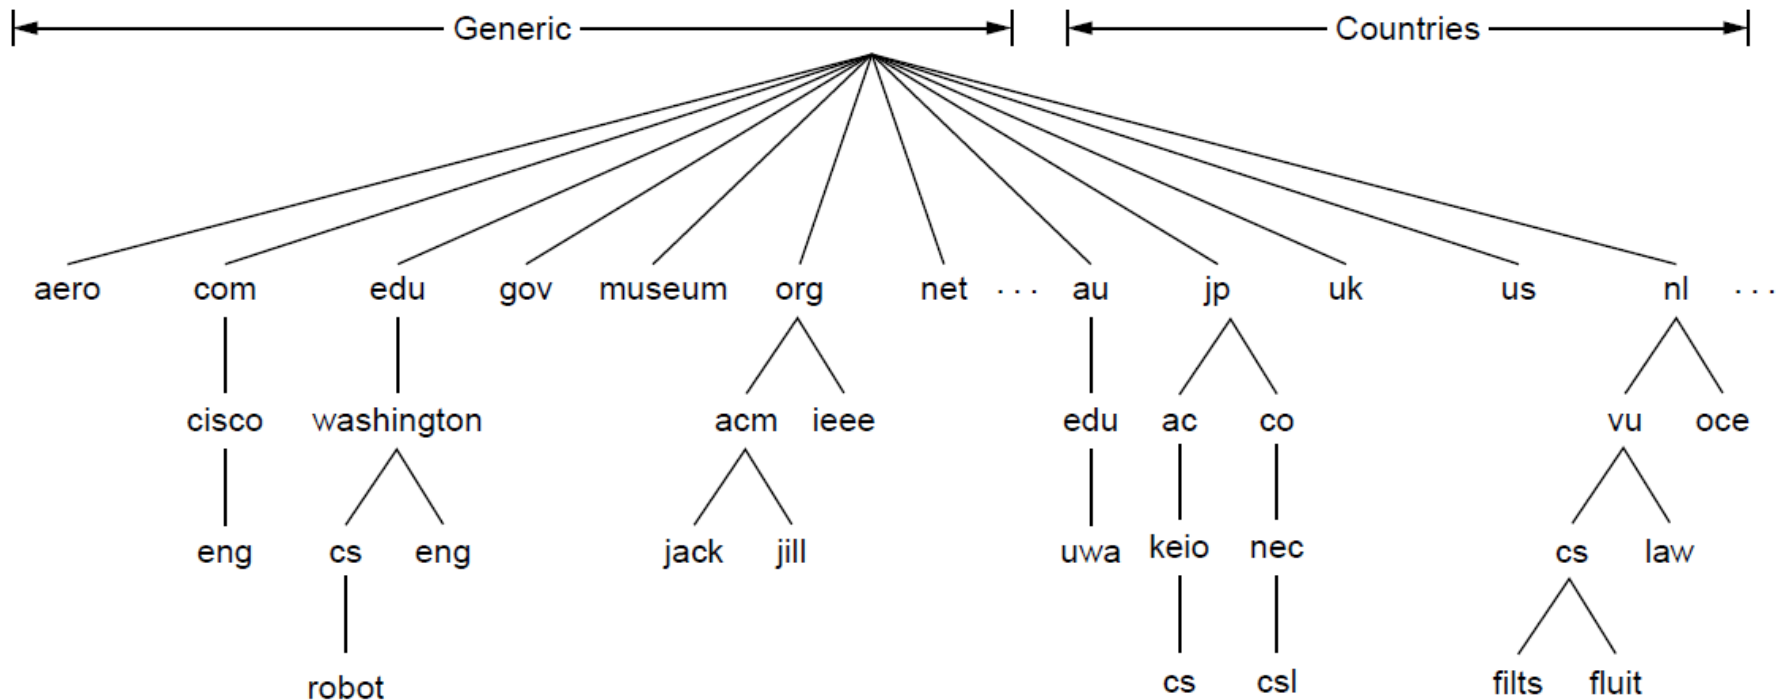 Generic Countries
aero com edu gov museum org net ... au jp uk us nl ...
cisco washington acm ieee edu ac co vu oce
eng cs eng jack jill uwa keio nec cs law
robot cs csl filts fluit